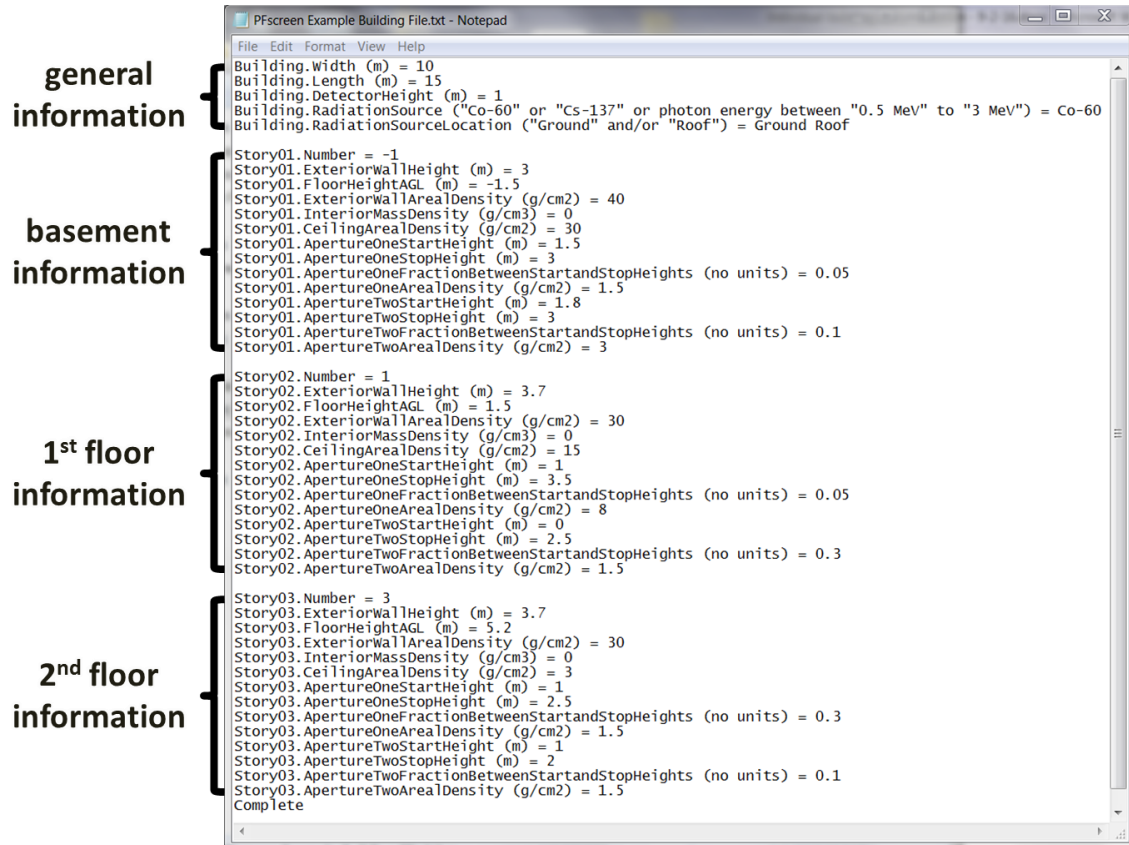 PFscreen Example Building File.txt - Notepad
File Edit Format View Help
general
information
Building.Width (m) = 10
Building.Length (m) = 15
Building.DetectorHeight (m) = 1
Building.RadiationSource ("Co-60" or "Cs-137" or photon energy between "0.5 MeV" to "3 MeV") = Co-60
Building.RadiationSourceLocation ("Ground" and/or "Roof") = Ground Roof
basement
information
Story01.Number = -1
Story01.ExteriorWallHeight (m) = 3
Story01.FloorHeightAGL (m) = -1.5
Story01.ExteriorWallArealDensity (g/cm2) = 40
Story01.InteriorMassDensity (g/cm3) = 0
Story01.CeilingArealDensity (g/cm2) = 30
Story01.ApertureOneStartHeight (m) = 1.5
Story01.ApertureOneStopHeight (m) = 3
Story01.ApertureOneFractionBetweenStartandStopHeights (no units) = 0.05
Story01.ApertureOneArealDensity (g/cm2) = 1.5
Story01.ApertureTwoStartHeight (m) = 1.8
Story01.ApertureTwoStopHeight (m) = 3
Story01.ApertureTwoFractionBetweenStartandStopHeights (no units) = 0.1
Story01.ApertureTwoArealDensity (g/cm2) = 3
1st floor
information
Story02.Number = 1
Story02.ExteriorWallHeight (m) = 3.7
Story02.FloorHeightAGL (m) = 1.5
Story02.ExteriorWallArealDensity (g/cm2) = 30
Story02.InteriorMassDensity (g/cm3) = 0
Story02.CeilingArealDensity (g/cm2) = 15
Story02.ApertureOneStartHeight (m) = 1
Story02.ApertureOneStopHeight (m) = 3.5
Story02.ApertureOneFractionBetweenStartandStopHeights (no units) = 0.05
Story02.ApertureOneArealDensity (g/cm2) = 8
Story02.ApertureTwoStartHeight (m) = 0
Story02.ApertureTwoStopHeight (m) = 2.5
Story02.ApertureTwoFractionBetweenStartandStopHeights (no units) = 0.3
Story02.ApertureTwoArealDensity (g/cm2) = 1.5
2nd floor
information
Story03.Number = 3
Story03.ExteriorWallHeight (m) = 3.7
Story03.FloorHeightAGL (m) = 5.2
Story03.ExteriorWallArealDensity (g/cm2) = 30
Story03.InteriorMassDensity (g/cm3) = 0
Story03.CeilingArealDensity (g/cm2) = 3
Story03.ApertureOneStartHeight (m) = 1
Story03.ApertureOneStopHeight (m) = 2.5
Story03.ApertureOneFractionBetweenStartandStopHeights (no units) = 0.3
Story03.ApertureOneArealDensity (g/cm2) = 1.5
Story03.ApertureTwoStartHeight (m) = 1
Story03.ApertureTwoStopHeight (m) = 2
Story03.ApertureTwoFractionBetweenStartandStopHeights (no units) = 0.1
Story03.ApertureTwoArealDensity (g/cm2) = 1.5
Complete